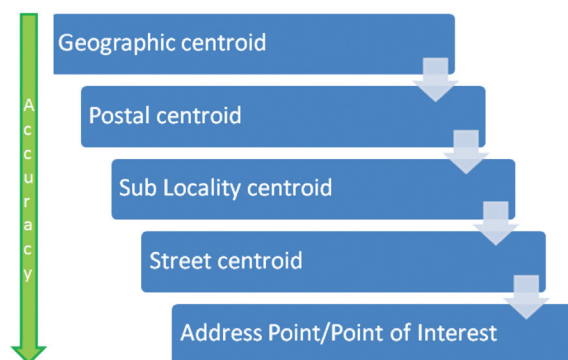 Accuracy
Geographic centroid
Postal centroid
Sub Locality centroid
Street centroid
Address Point/Point of Interest